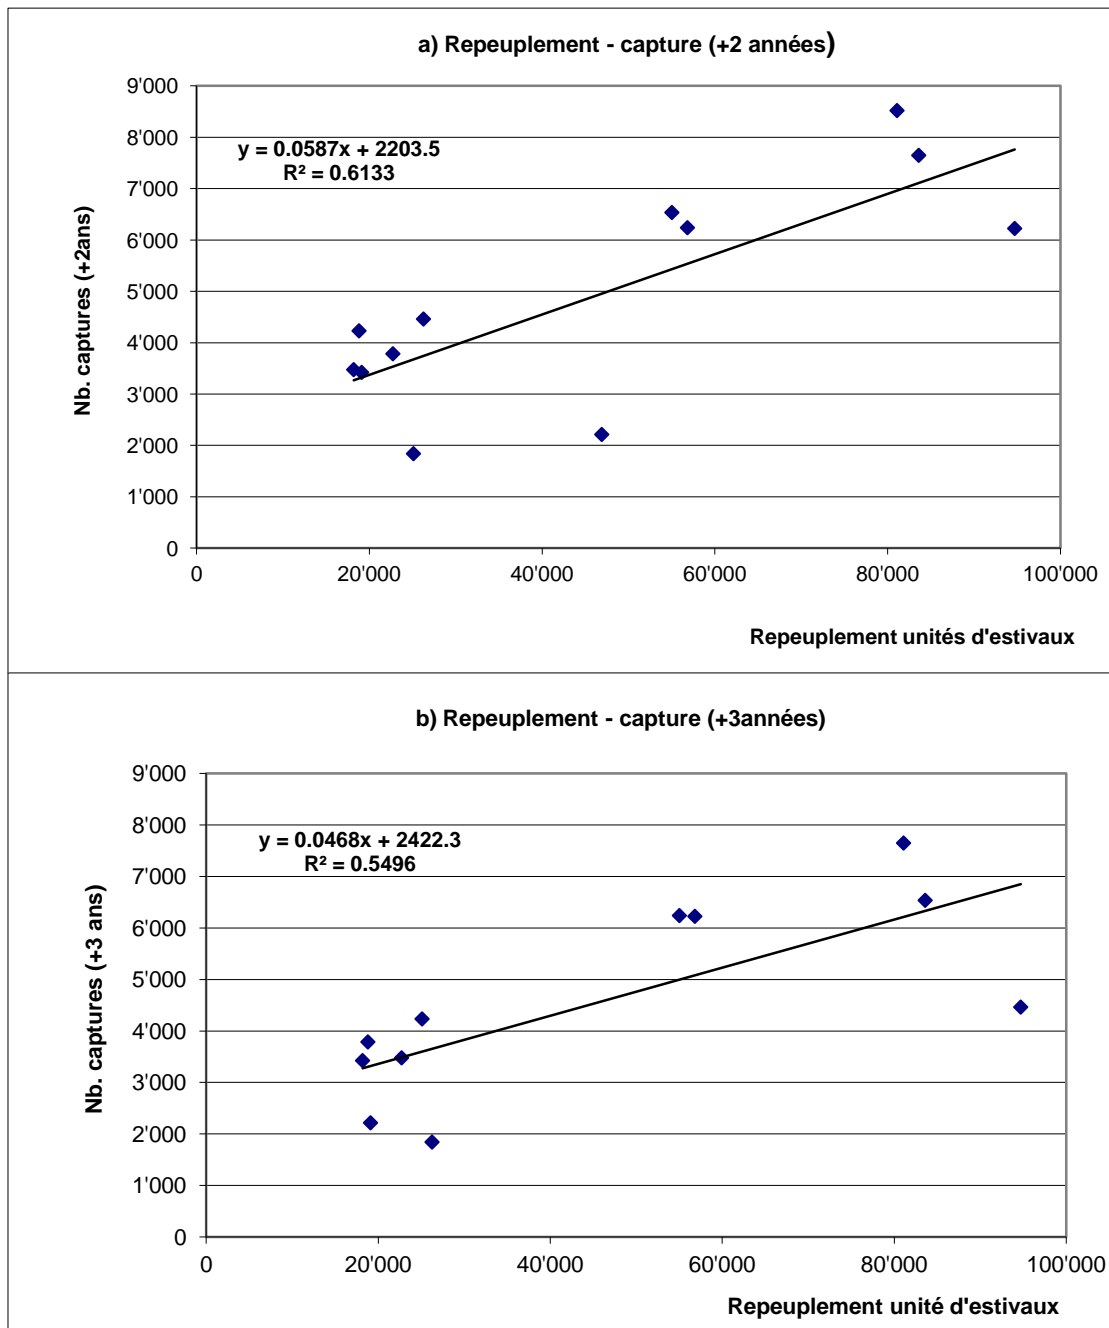 a) Repeuplement - capture (+2 années)
9'000
8'000
7'000
6'000
5'000
4'000
3'000
2'000
1'000
0
y = 0.0587x + 2203.5
R² = 0.6133
Nb. captures (+2ans)
0 20'000 40'000 60'000 80'000 100'000
Repeuplement unités d'estivaux
b) Repeuplement - capture (+3années)
9'000
8'000
7'000
6'000
5'000
4'000
3'000
2'000
1'000
0
y = 0.0468x + 2422.3
R² = 0.5496
Nb. captures (+3 ans)
0 20'000 40'000 60'000 80'000 100'000
Repeuplement unité d'estivaux